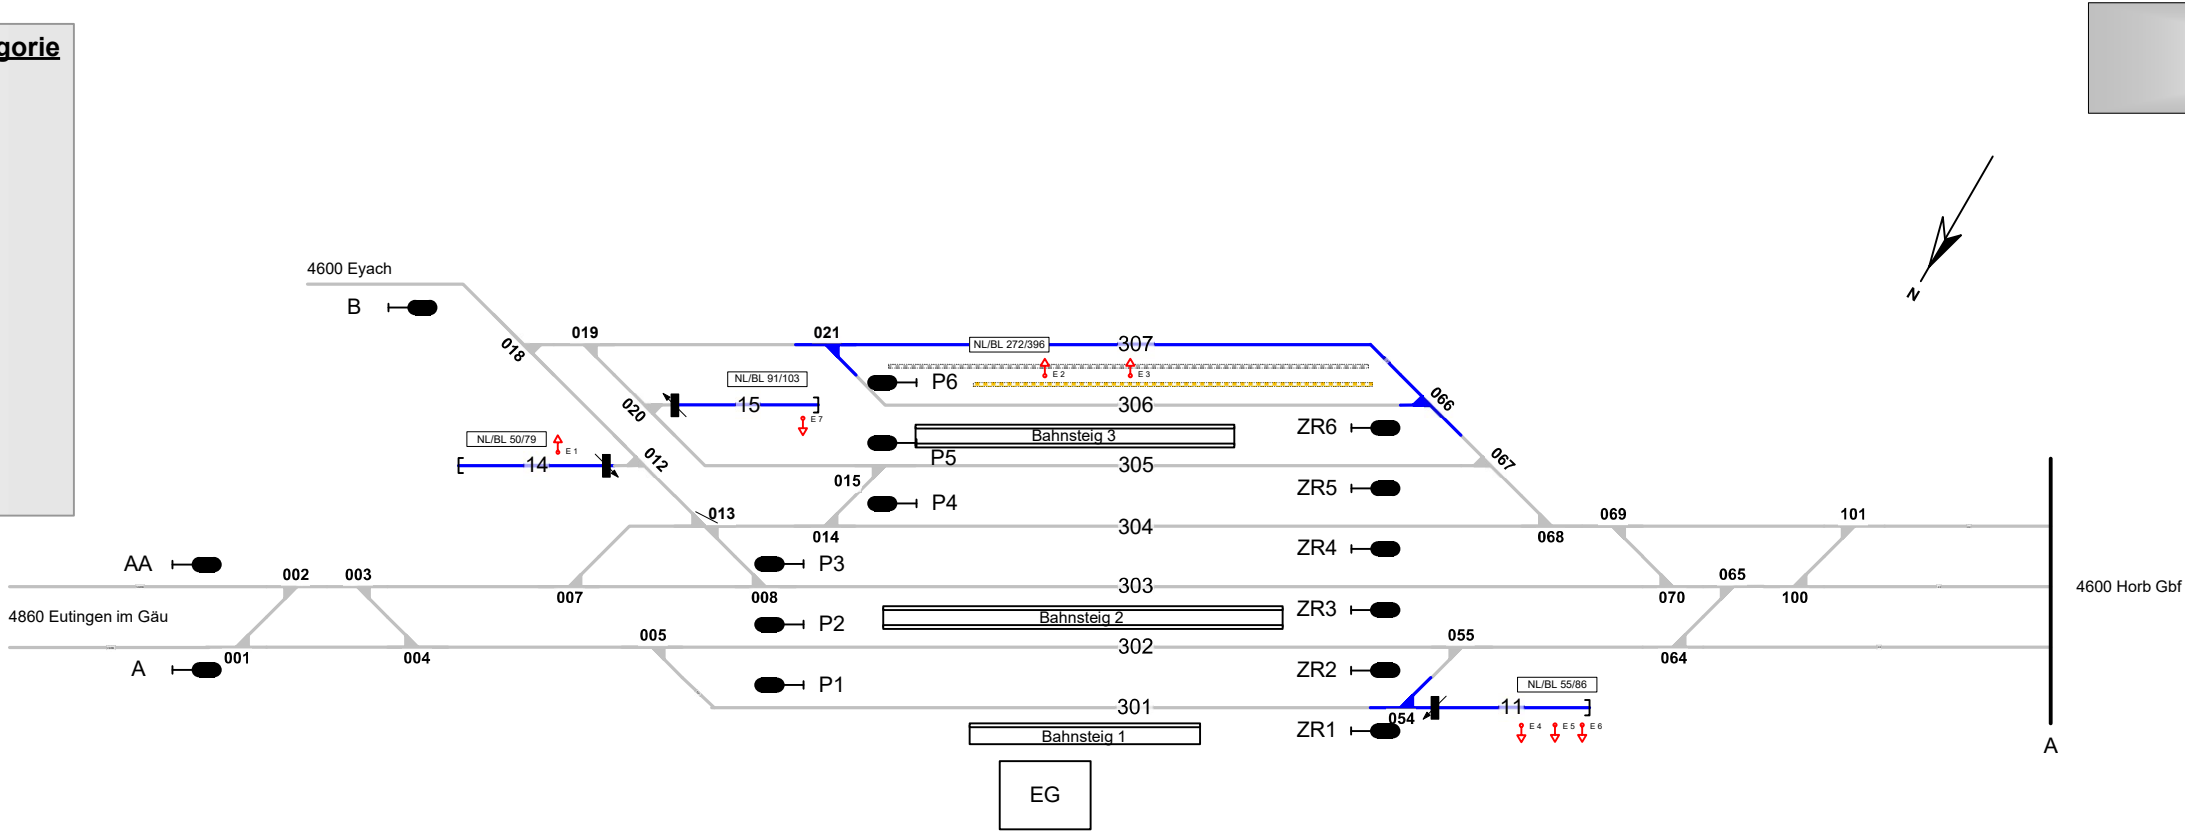 gorie
N
4600 Eyach
B
019
021
NL/BL 272/396
307
018
E 2
E 3
NL/BL 91/103
P6
066
020
15
306
E 7
ZR6
NL/BL 50/79
E 1
Bahnsteig 3
14
012
P5
305
067
015
P4
ZR5
013
069
101
014
304
068
AA
P3
ZR4
002
003
065
007
008
303
070
100
4600 Horb Gbf
4860 Eutingen im Gäu
P2
Bahnsteig 2
ZR3
005
055
001
004
302
064
A
ZR2
P1
NL/BL 55/86
301
11
054
E 4
E 5
E 6
Bahnsteig 1
ZR1
A
EG